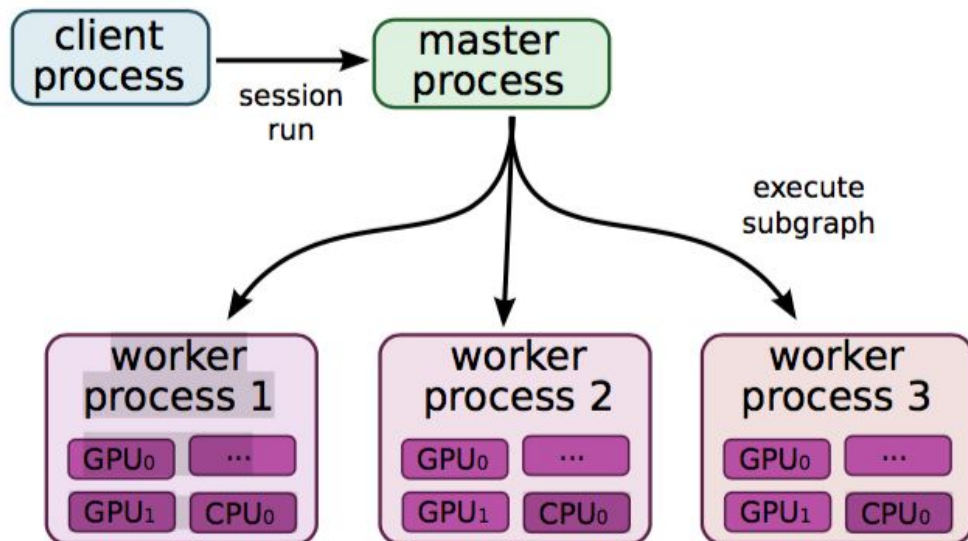 client
process
session
run
master
process
execute
subgraph
worker
process 1
GPU₀ ...
GPU₁ CPU₀
worker
process 2
GPU₀ ...
GPU₁ CPU₀
worker
process 3
GPU₀ ...
GPU₁ CPU₀